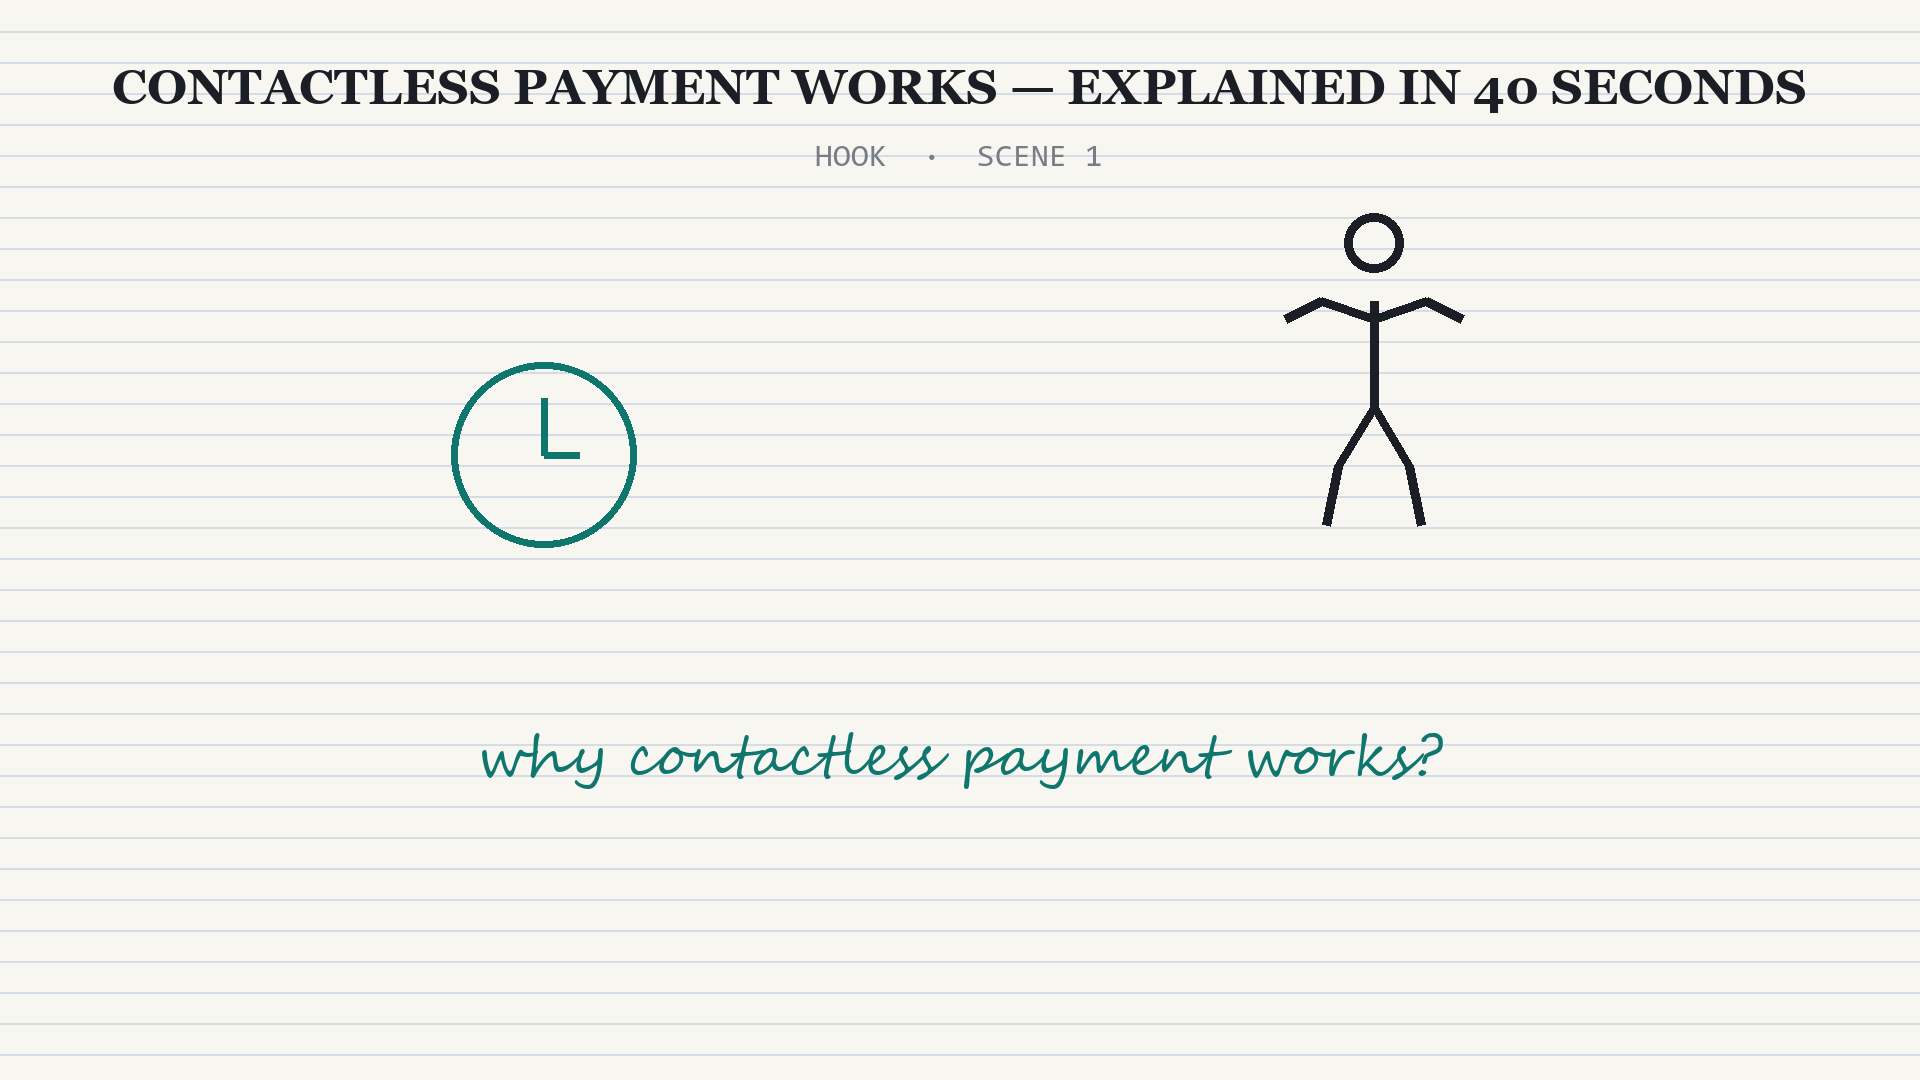 CONTACTLESS PAYMENT WORKS — EXPLAINED IN 40 SECONDS
HOOK · SCENE 1
why contactless payment works?